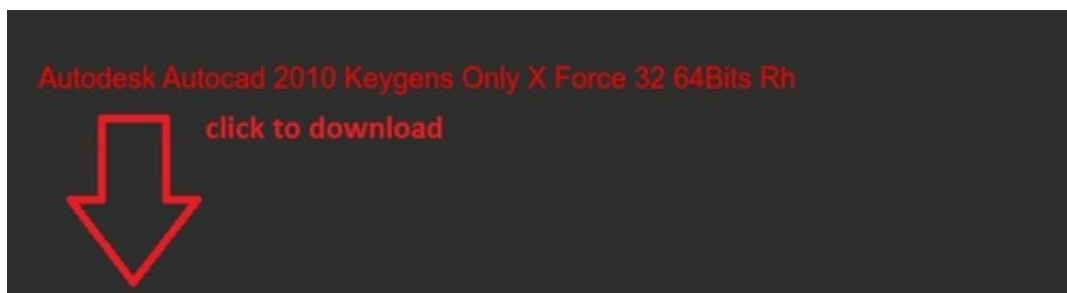 Autodesk Autocad 2010 Keygens Only X Force 32 64Bits Rh
click to download